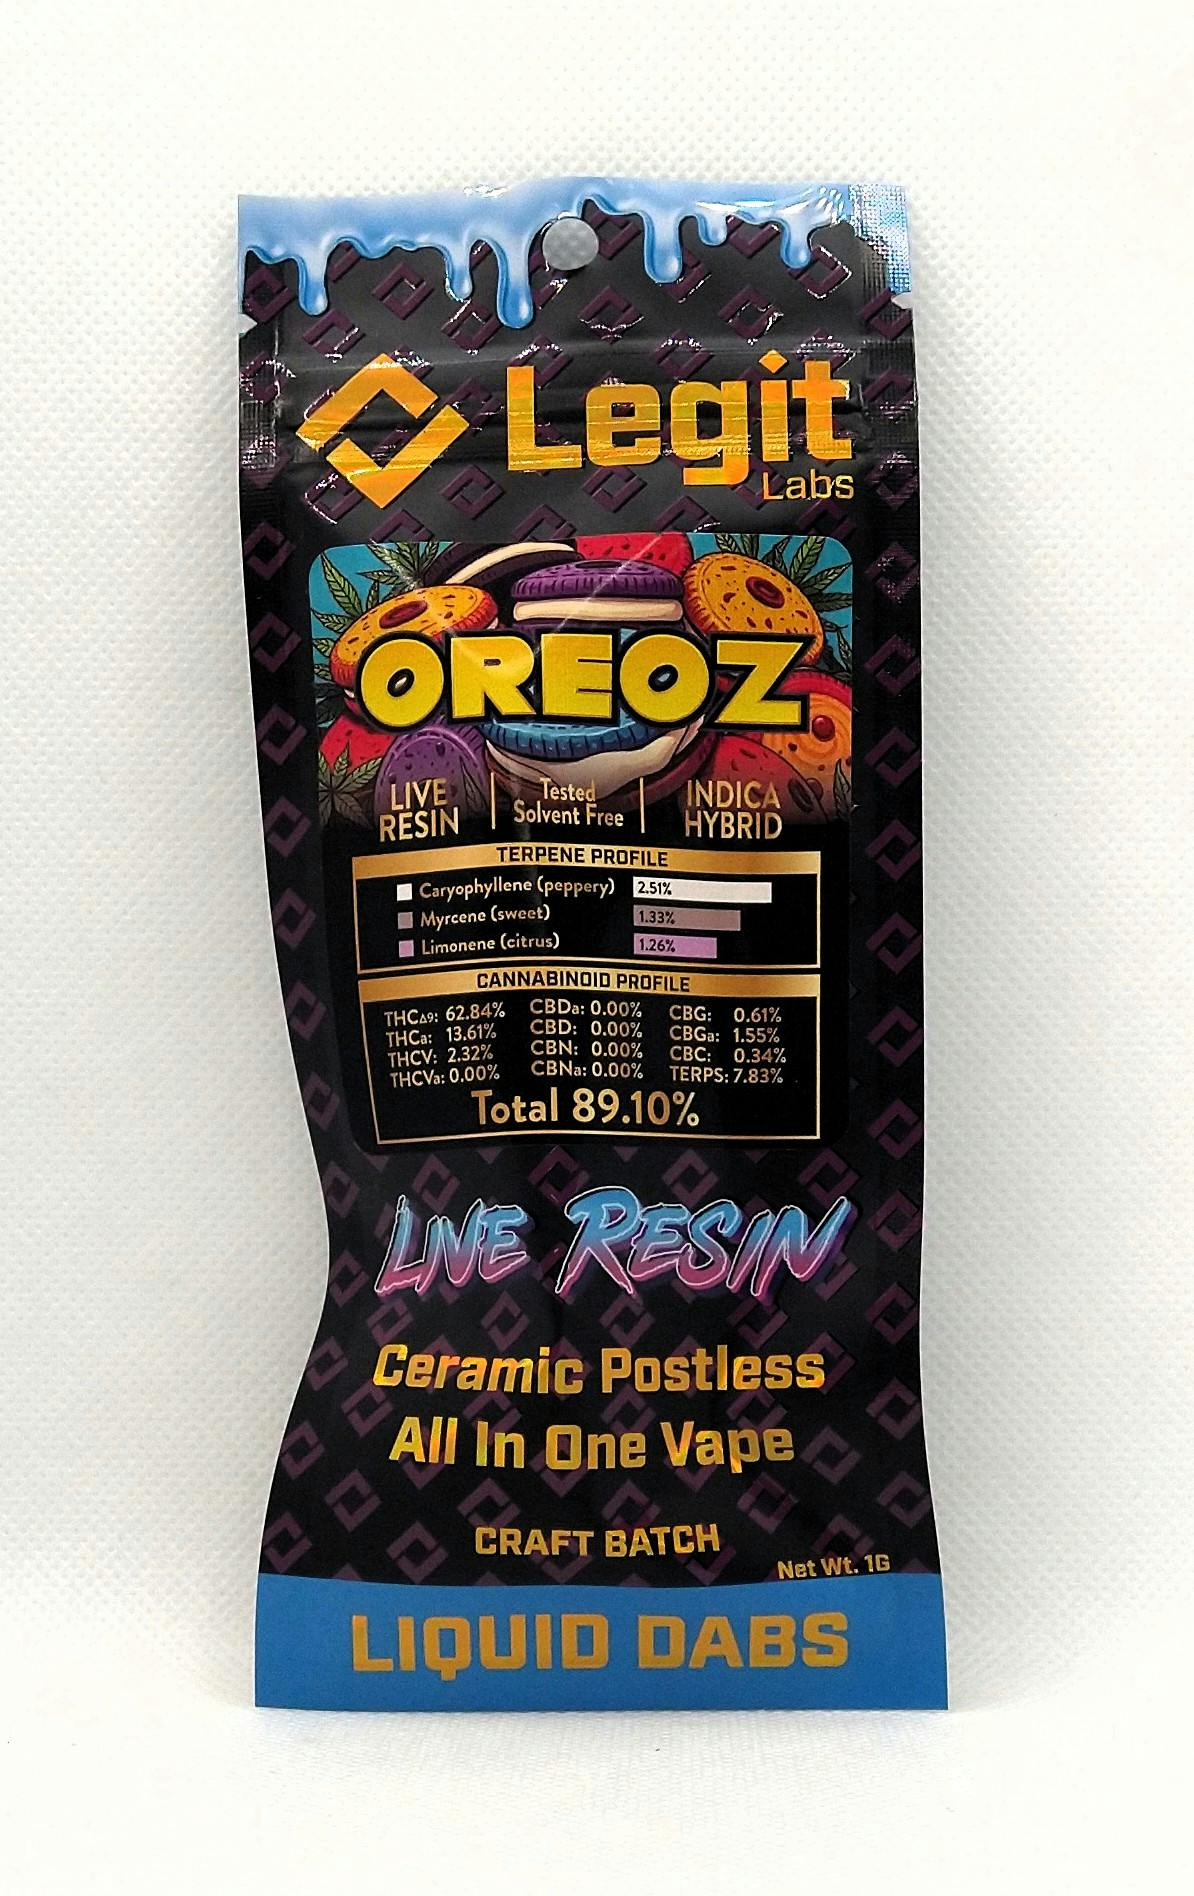 Legit
Labs
OREOZ
LIVE RESIN
Tested Solvent Free
INDICA HYBRID
TERPENE PROFILE
Caryophyllene (peppery) 2.51%
Myrcene (sweet) 1.33%
Limonene (citrus) 1.26%
CANNABINOID PROFILE
THC∆9: 62.84% CBDa: 0.00% CBG: 0.61%
THCa: 13.61% CBD: 0.00% CBGa: 1.55%
THCV: 2.32% CBN: 0.00% CBC: 0.34%
THCVa: 0.00% CBNa: 0.00% TERPS: 7.83%
Total 89.10%
LIVE RESIN
Ceramic Postless
All In One Vape
CRAFT BATCH
Net Wt. 1G
LIQUID DABS